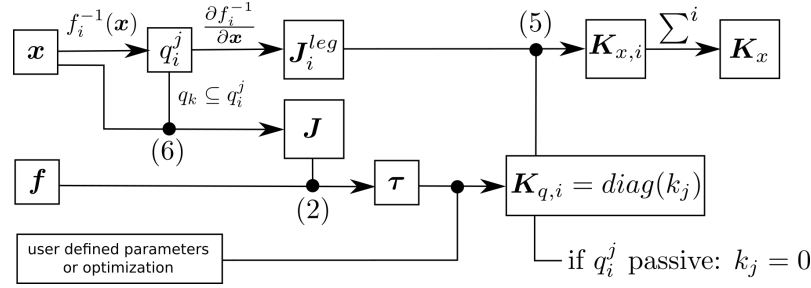 x
f_i^{-1}(x)
q_i^j
∂f_i^{-1}/∂x
J_i^{leg}
(5)
K_{x,i}
∑^i
K_x
q_k ⊆ q_i^j
(6)
J
f
(2)
τ
K_{q,i} = diag(k_j)
user defined parameters
or optimization
if q_i^j passive: k_j = 0